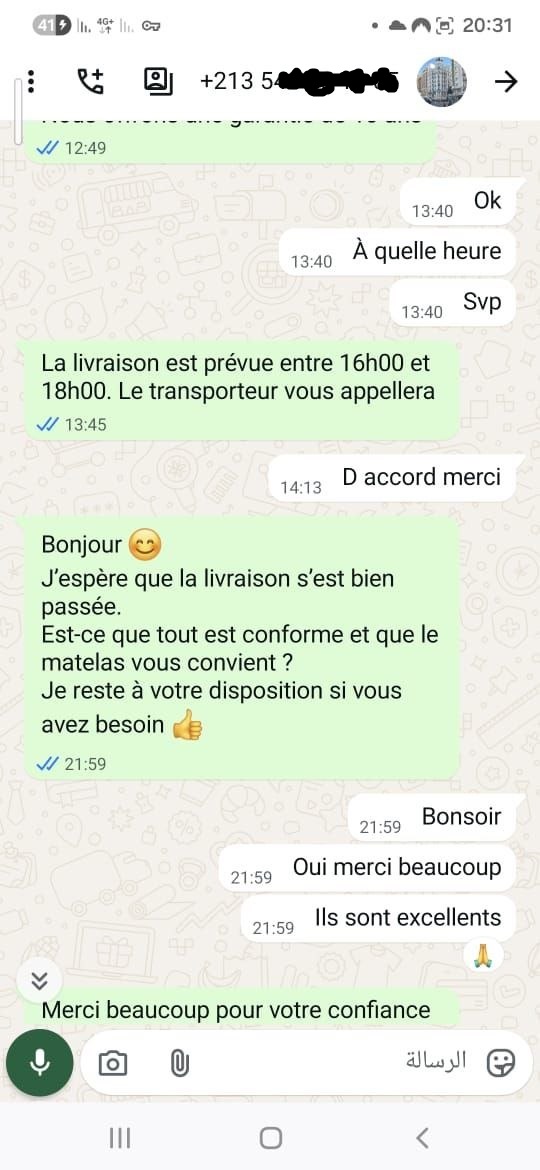 41
4G+
20:31
+213 54
12:49
Ok
13:40
À quelle heure
13:40
Svp
13:40
La livraison est prévue entre 16h00 et
18h00. Le transporteur vous appellera
13:45
D accord merci
14:13
Bonjour 😊
J’espère que la livraison s’est bien
passée.
Est-ce que tout est conforme et que le
matelas vous convient ?
Je reste à votre disposition si vous
avez besoin 👍
21:59
Bonsoir
21:59
Oui merci beaucoup
21:59
Ils sont excellents
21:59
🙏
Merci beaucoup pour votre confiance
الرسالة